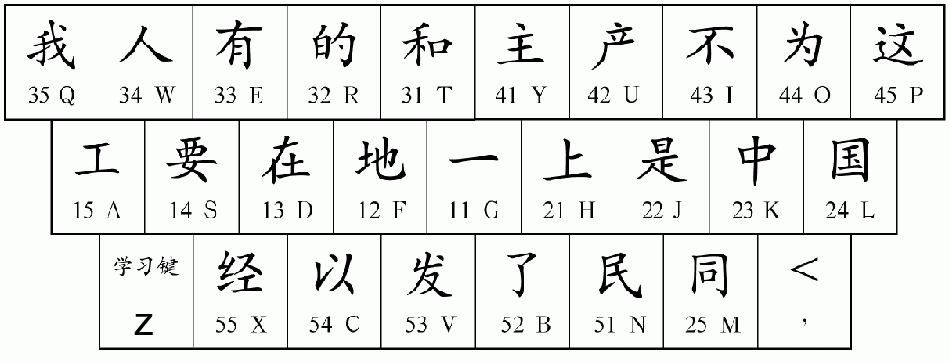 我 人 有 的 和 主 产 不 为 这
35 Q 34 W 33 E 32 R 31 T 41 Y 42 U 43 I 44 O 45 P
工 要 在 地 一 上 是 中 国
15 A 14 S 13 D 12 F 11 G 21 H 22 J 23 K 24 L
学习键 经 以 发 了 民 同 <
Z 55 X 54 C 53 V 52 B 51 N 25 M ,